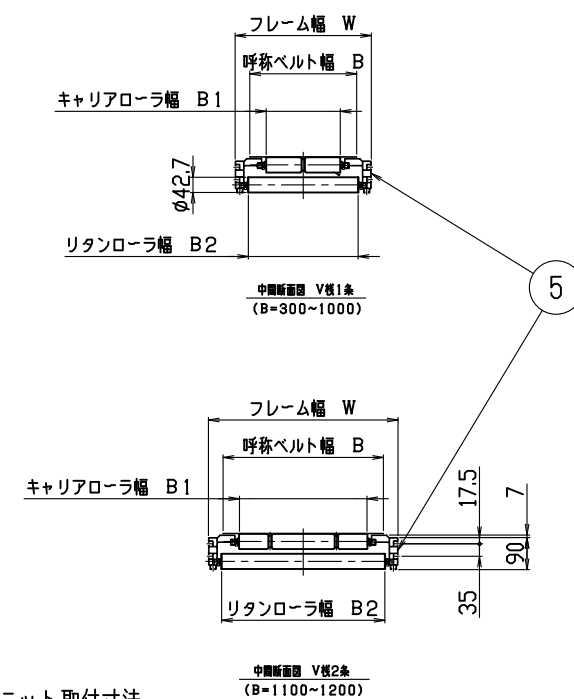 フレーム幅 W
呼称ベルト幅 B
キャリアローラ幅 B1
φ42.7
リタンローラ幅 B2
中間断面図 V桟1条
(B=300~1000)
5
フレーム幅 W
呼称ベルト幅 B
キャリアローラ幅 B1
17.5
7
90
35
リタンローラ幅 B2
中間断面図 V桟2条
(B=1100~1200)
ニット取付寸法